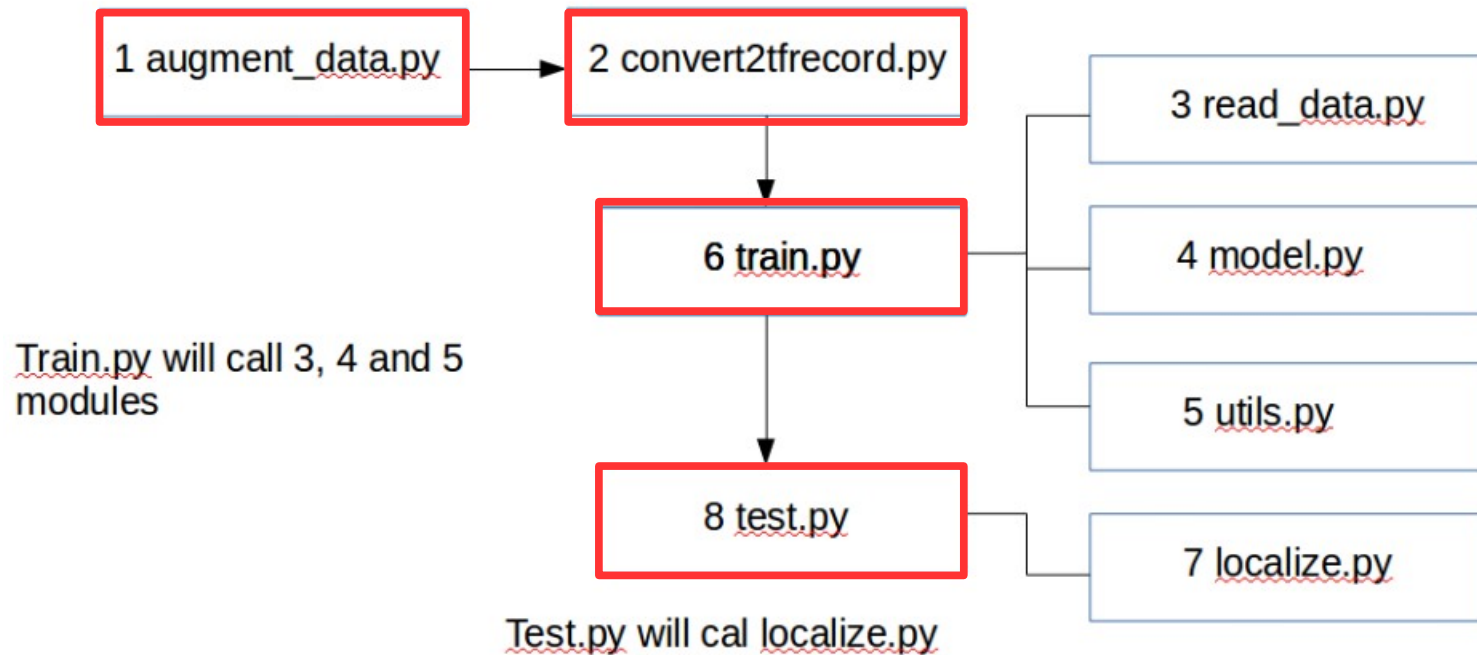 1 augment_data.py
2 convert2tfrecord.py
3 read_data.py
6 train.py
4 model.py
Train.py will call 3, 4 and 5
modules
5 utils.py
8 test.py
7 localize.py
Test.py will cal localize.py